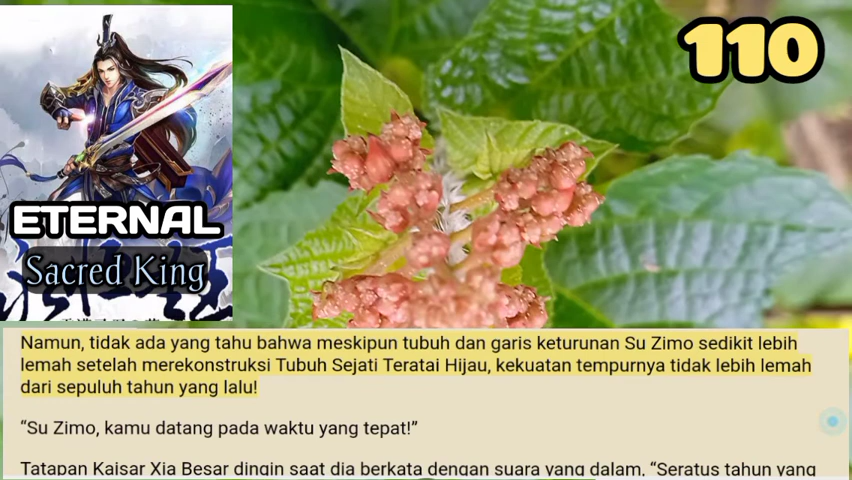 110
ETERNAL
Sacred King
Namun, tidak ada yang tahu bahwa meskipun tubuh dan garis keturunan Su Zimo sedikit lebih
lemah setelah merekonstruksi Tubuh Sejati Teratai Hijau, kekuatan tempurnya tidak lebih lemah
dari sepuluh tahun yang lalu!
“Su Zimo, kamu datang pada waktu yang tepat!”
Tatapan Kaisar Xia Besar dingin saat dia berkata dengan suara yang dalam, “Seratus tahun yang